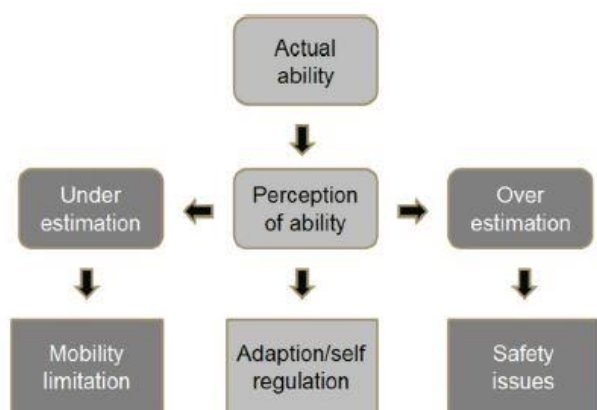 Actual
ability
Under
estimation
Perception
of ability
Over
estimation
Mobility
limitation
Adaption/self
regulation
Safety
issues